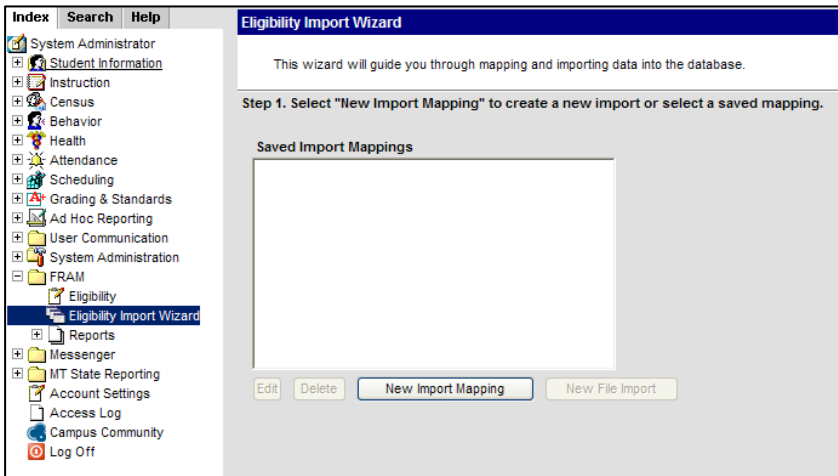 Index Search Help
System Administrator
Student Information
Instruction
Census
Behavior
Health
Attendance
Scheduling
Grading & Standards
Ad Hoc Reporting
User Communication
System Administration
FRAM
Eligibility
Eligibility Import Wizard
Reports
Messenger
MT State Reporting
Account Settings
Access Log
Campus Community
Log Off
Eligibility Import Wizard
This wizard will guide you through mapping and importing data into the database.
Step 1. Select "New Import Mapping" to create a new import or select a saved mapping.
Saved Import Mappings
Edit Delete New Import Mapping New File Import